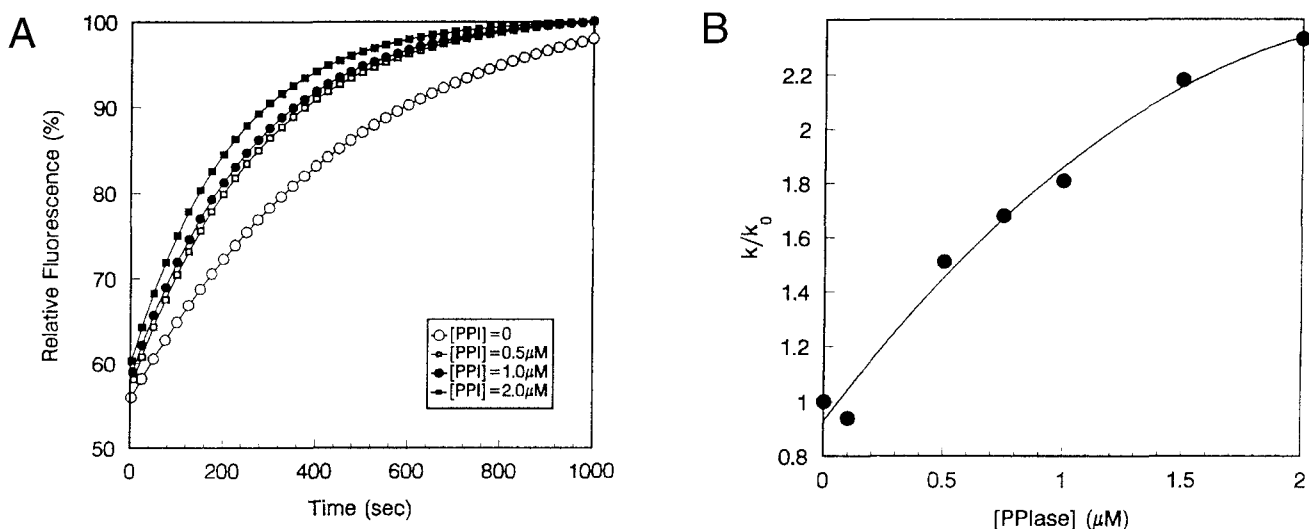 A
100
90
80
70
60
50
Relative Fluorescence (%)
0
200
400
600
800
1000
Time (sec)
[PPI]=0
[PPI]=0.5μM
[PPI]=1.0μM
[PPI]=2.0μM
B
2.2
2
1.8
1.6
1.4
1.2
1
0.8
k/k0
0
0.5
1
1.5
2
[PPIase] (μM)